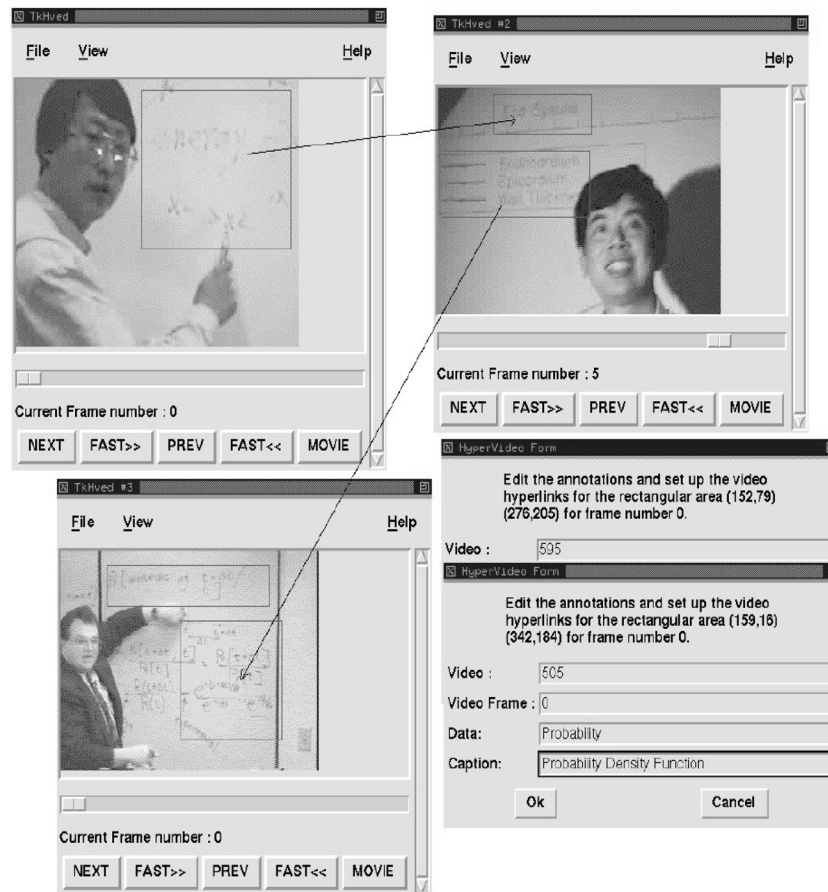 TkHved
File View Help
energy
Current Frame number : 0
NEXT FAST>> PREV FAST<< MOVIE
TkHved #2
File View Help
Current Frame number : 5
NEXT FAST>> PREV FAST<< MOVIE
TkHved #3
File View Help
Current Frame number : 0
NEXT FAST>> PREV FAST<< MOVIE
HyperVideo Form
Edit the annotations and set up the video
hyperlinks for the rectangular area (152,79)
(276,205) for frame number 0.
Video : 595
HyperVideo Form
Edit the annotations and set up the video
hyperlinks for the rectangular area (159,16)
(342,184) for frame number 0.
Video : 505
Video Frame : 0
Data: Probability
Caption: Probability Density Function
Ok Cancel